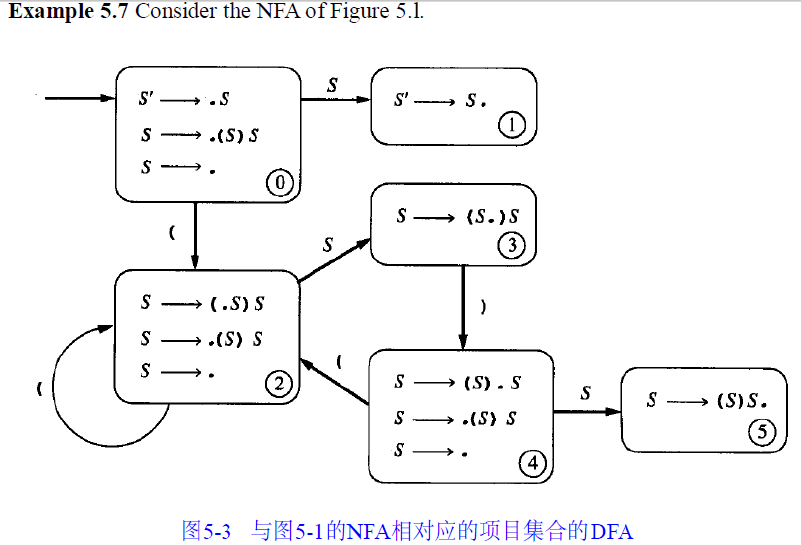 Example 5.7 Consider the NFA of Figure 5.l.
S' → .S
S → .(S) S
S → .
0
S
S' → S.
1
(
S
S → (S.)S
3
S → (.S) S
S → .(S) S
S → .
2
(
)
(
S → (S) . S
S → .(S) S
S → .
4
S
S → (S) S.
5
图5-3 与图5-1的NFA相对应的项目集合的DFA